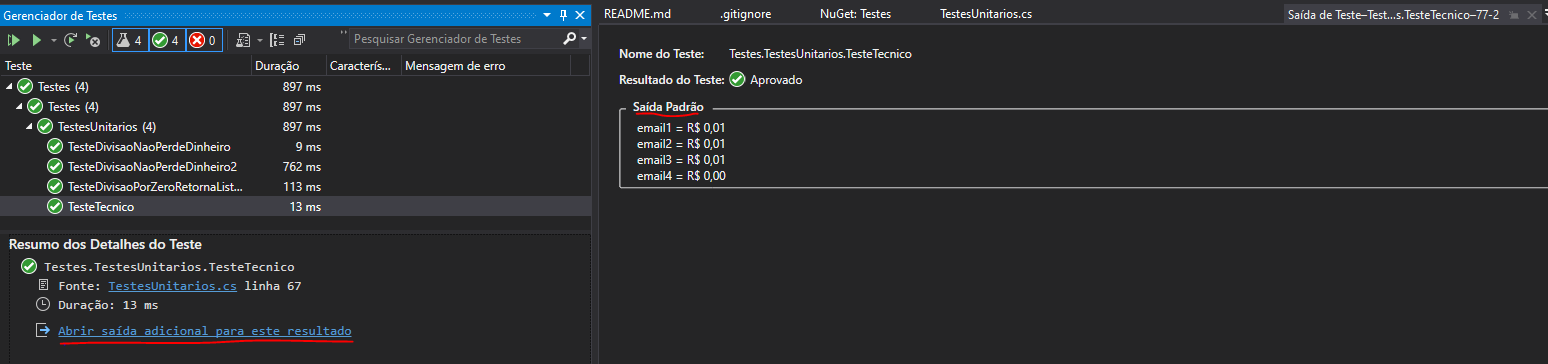 Gerenciador de Testes
4 4 0
Pesquisar Gerenciador de Testes
Teste Duração Caracterís... Mensagem de erro
Testes (4) 897 ms
Testes (4) 897 ms
TestesUnitarios (4) 897 ms
TesteDivisaoNaoPerdeDinheiro 9 ms
TesteDivisaoNaoPerdeDinheiro2 762 ms
TesteDivisaoPorZeroRetornaList... 113 ms
TesteTecnico 13 ms
Resumo dos Detalhes do Teste
Testes.TestesUnitarios.TesteTecnico
Fonte: TestesUnitarios.cs linha 67
Duração: 13 ms
Abrir saída adicional para este resultado
README.md .gitignore NuGet: Testes TestesUnitarios.cs Saída de Teste–Test...s.TesteTecnico–77-2
Nome do Teste: Testes.TestesUnitarios.TesteTecnico
Resultado do Teste: Aprovado
Saída Padrão
email1 = R$ 0,01
email2 = R$ 0,01
email3 = R$ 0,01
email4 = R$ 0,00